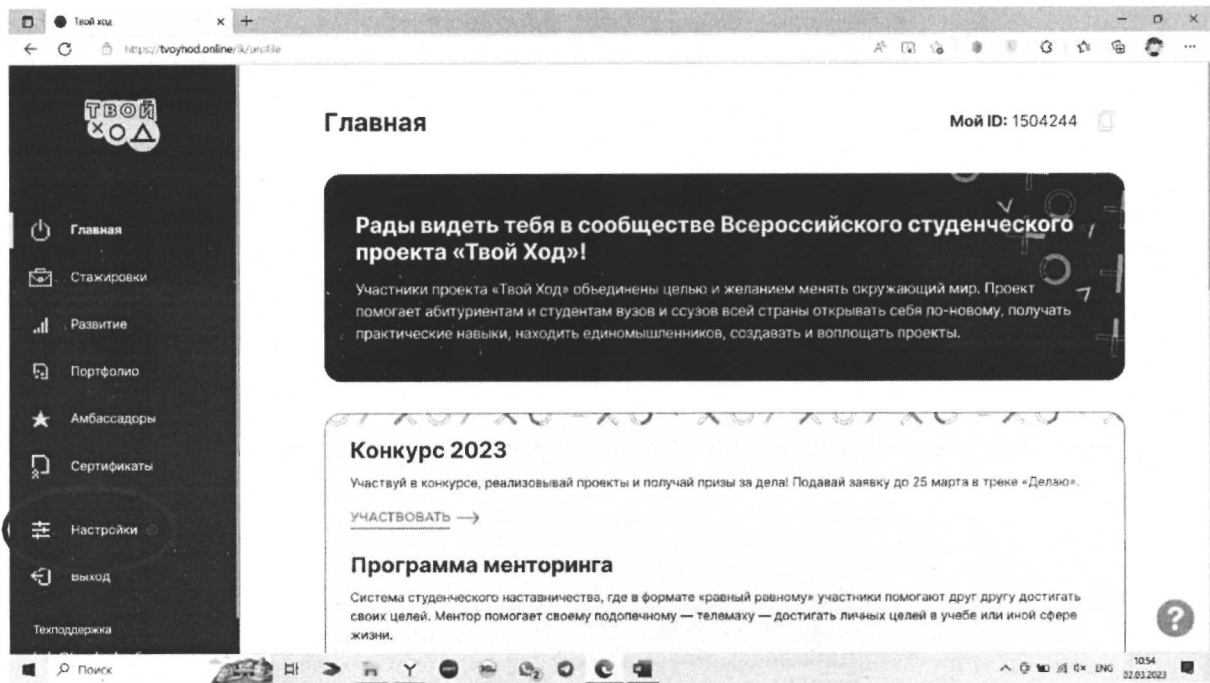 Твой ход
https://tvoyhod.online/lk/profile
ТВОЙ
ХОД
Главная
Мой ID: 1504244
Рады видеть тебя в сообществе Всероссийского студенческого
проекта «Твой Ход»!
Участники проекта «Твой Ход» объединены целью и желанием менять окружающий мир. Проект
помогает абитуриентам и студентам вузов и ссузов всей страны открывать себя по-новому, получать
практические навыки, находить единомышленников, создавать и воплощать проекты.
Главная
Стажировки
Развитие
Портфолио
Амбассадоры
Сертификаты
Настройки
Выход
Техподдержка
Конкурс 2023
Участвуй в конкурсе, реализовывай проекты и получай призы за дела! Подавай заявку до 25 марта в треке «Делаю».
УЧАСТВОВАТЬ
Программа менторинга
Система студенческого наставничества, где в формате «равный равному» участники помогают друг другу достигать
своих целей. Ментор помогает своему подопечному — телемаху — достигать личных целей в учебе или иной сфере
жизни.
?
Поиск
ENG
10:54
02.03.2023